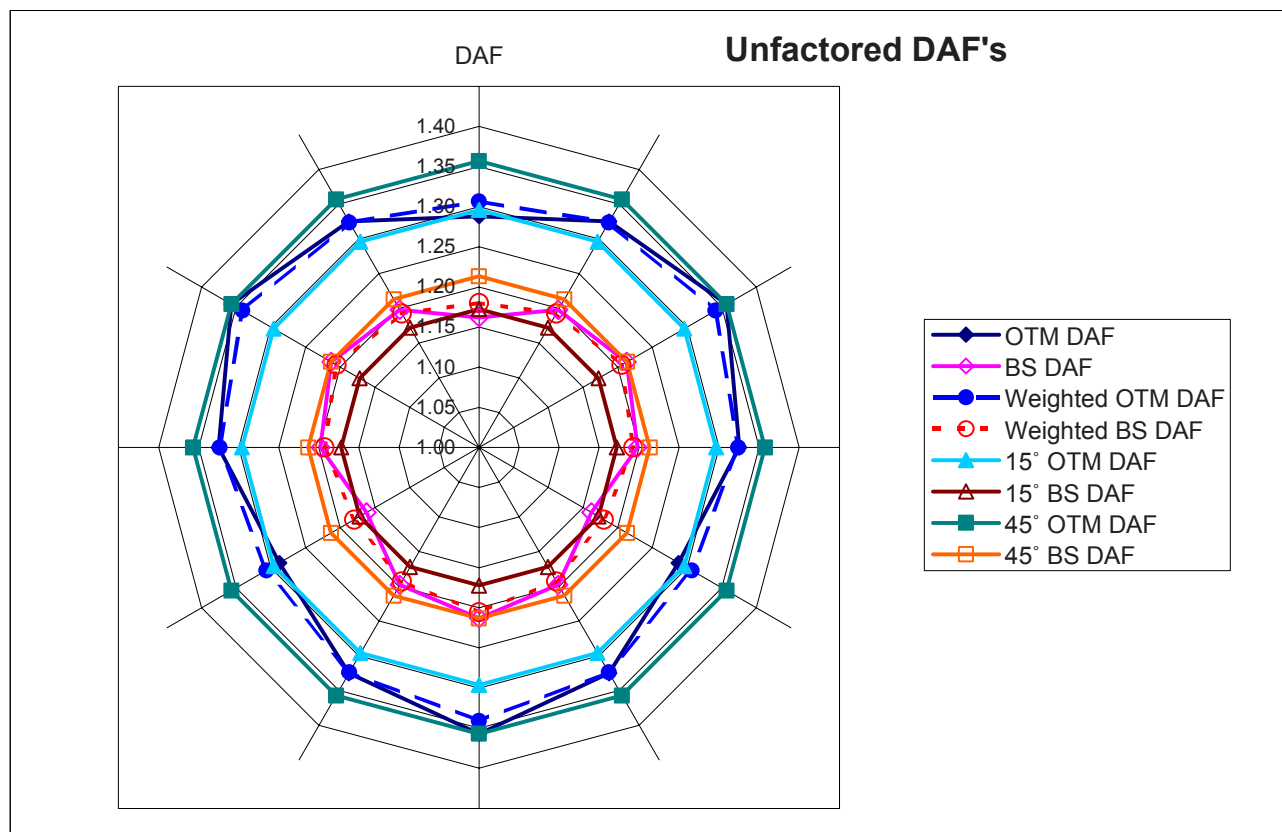 Unfactored DAF's
DAF
1.40
1.35
1.30
1.25
1.20
1.15
1.10
1.05
1.00
OTM DAF
BS DAF
Weighted OTM DAF
Weighted BS DAF
15˚ OTM DAF
15˚ BS DAF
45˚ OTM DAF
45˚ BS DAF